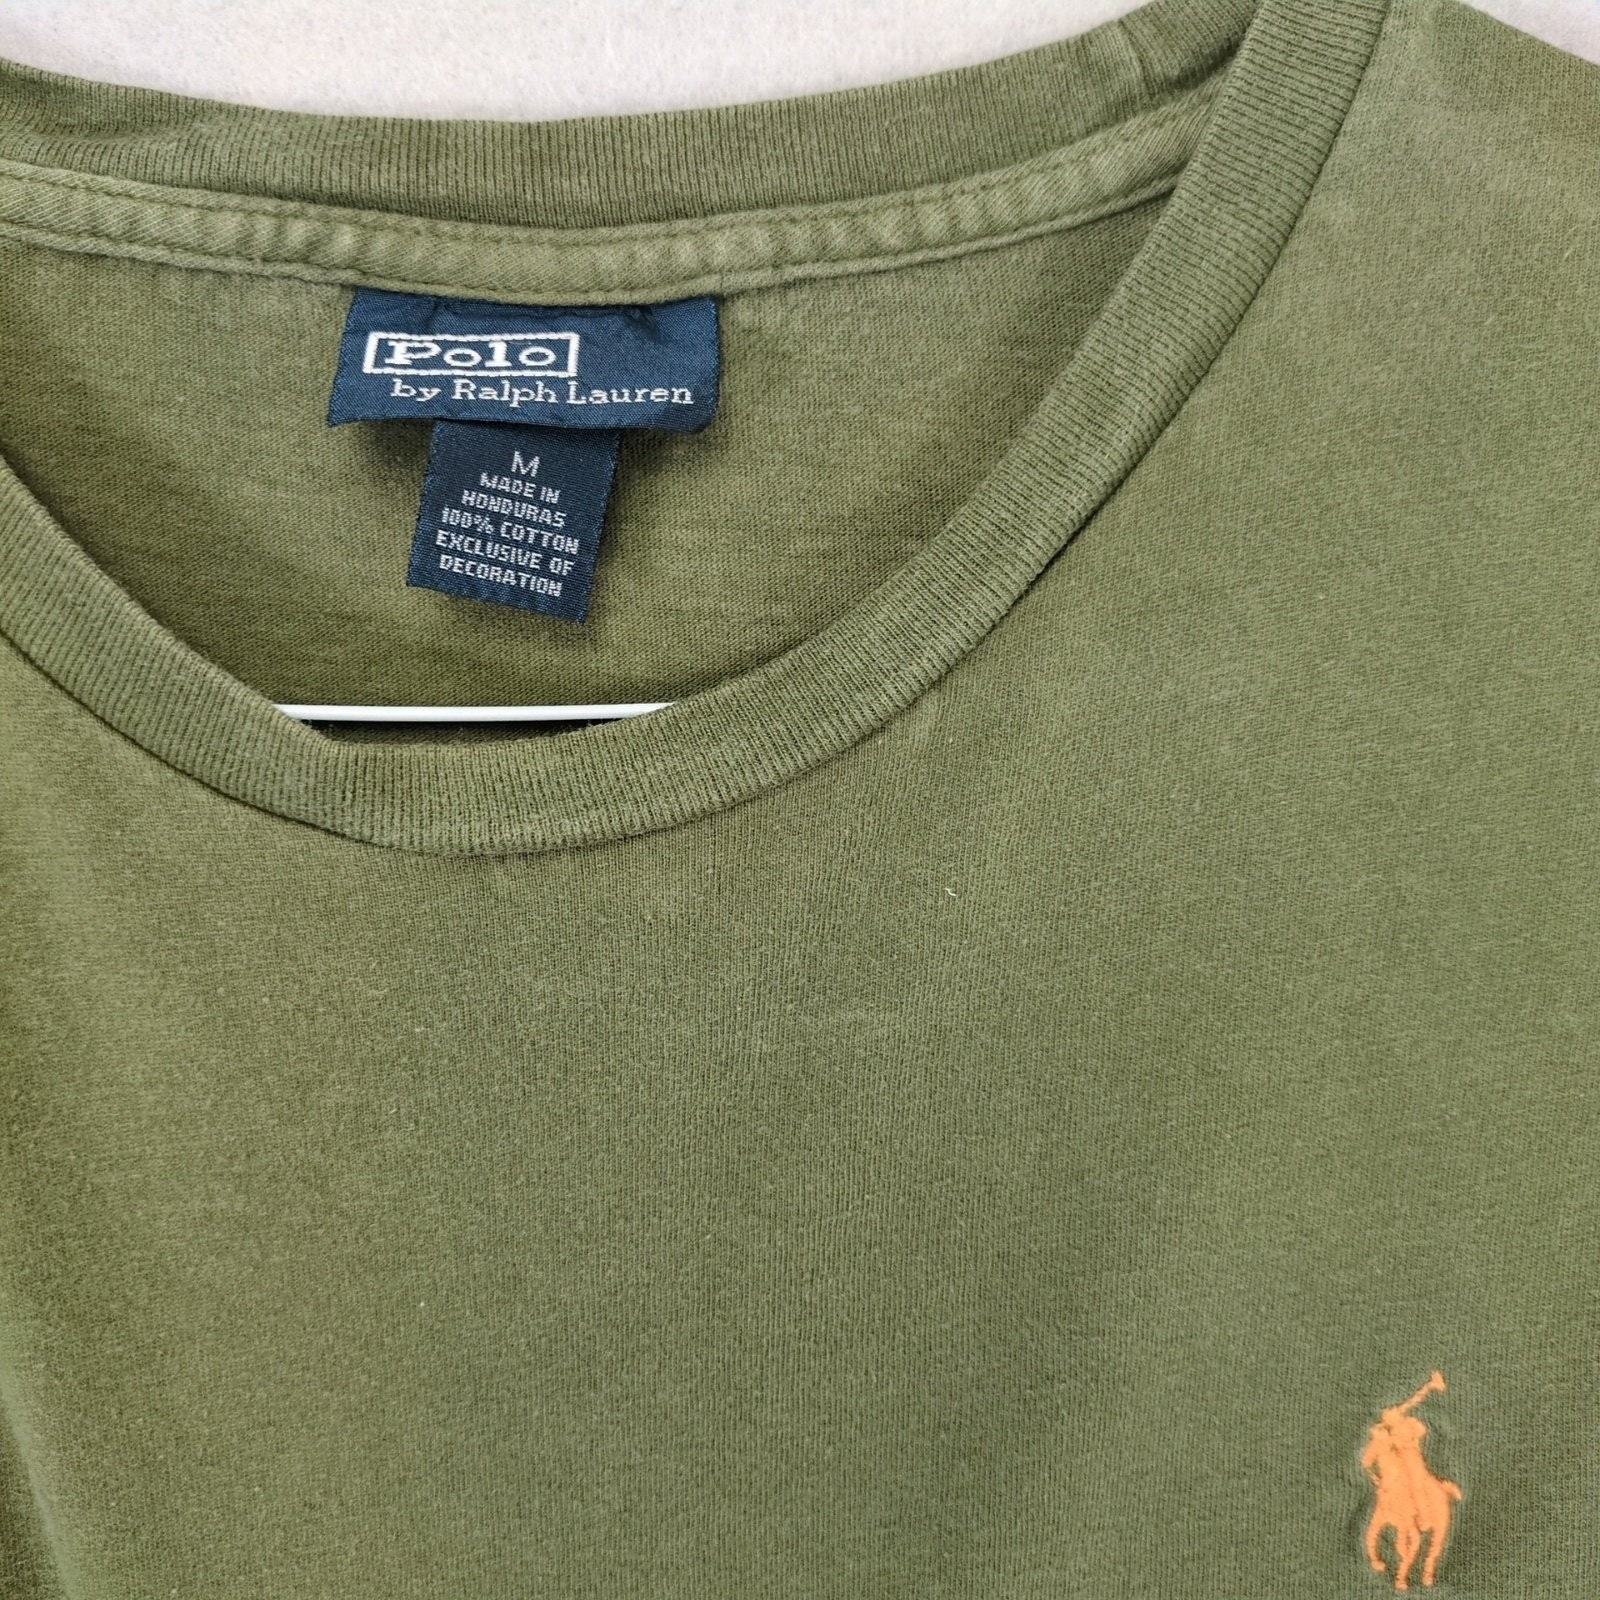 Polo
by Ralph Lauren
M
MADE IN
HONDURAS
100% COTTON
EXCLUSIVE OF
DECORATION